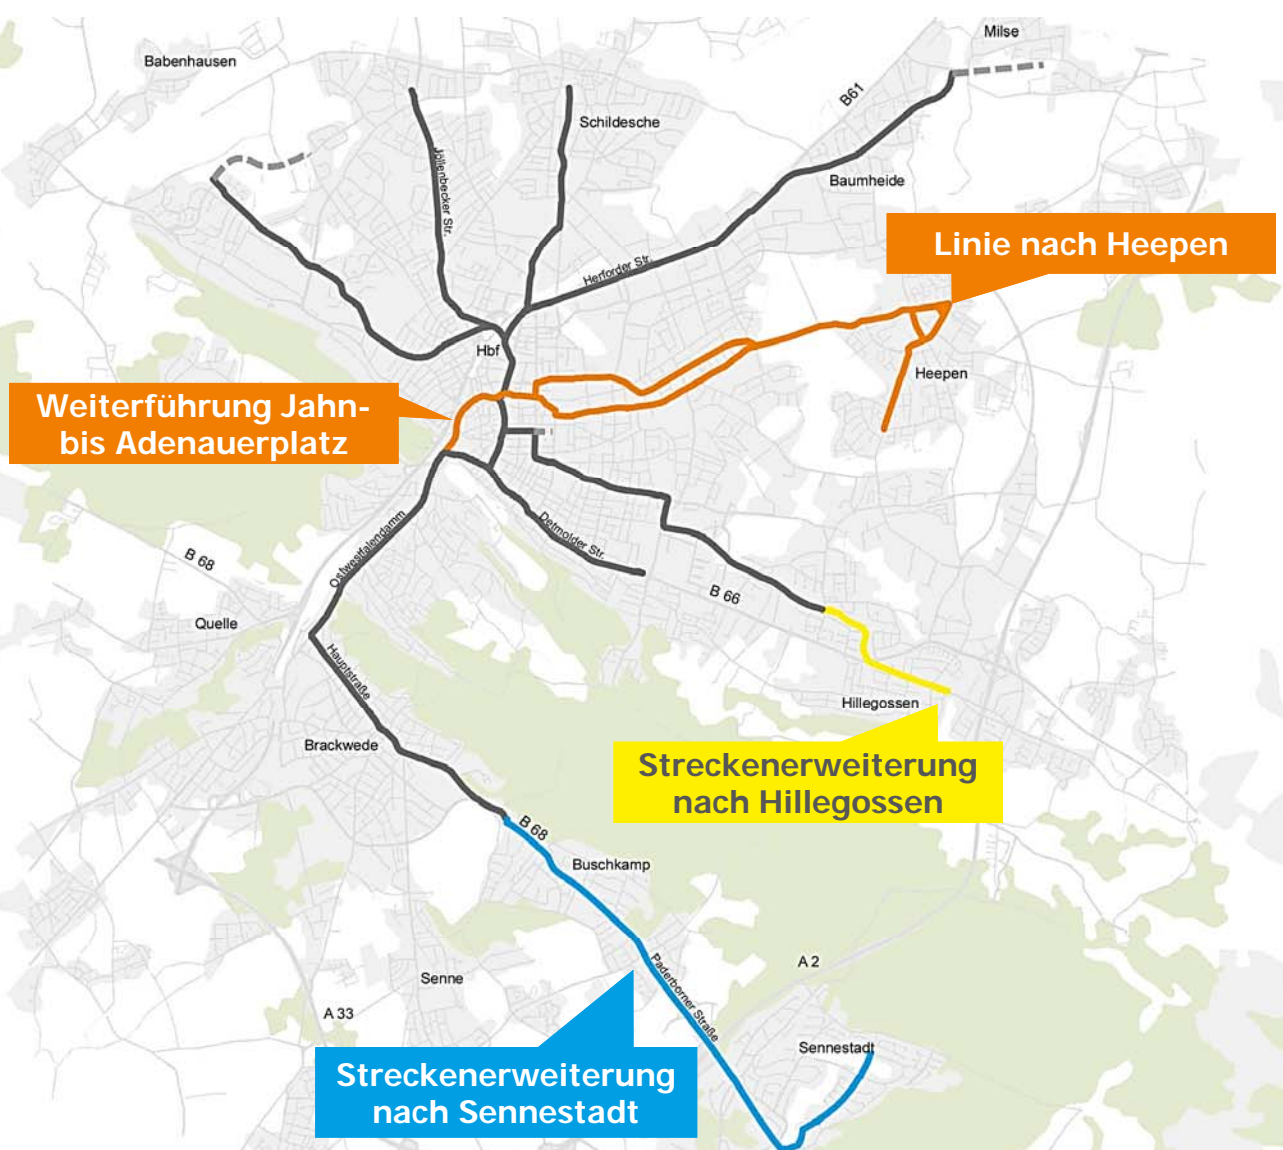 Milse
Babenhausen
B61
Schildesche
Jöllenbecker Str.
Baumheide
Linie nach Heepen
Herforder Str.
Hbf
Heepen
Weiterführung Jahn-
bis Adenauerplatz
Ostwestfalendamm
Detmolder Str.
B 68
B 66
Quelle
Hauptstraße
Hillegossen
Brackwede
Streckenerweiterung
nach Hillegossen
B 68
Buschkamp
Paderborner Straße
A 2
Senne
A 33
Sennestadt
Streckenerweiterung
nach Sennestadt